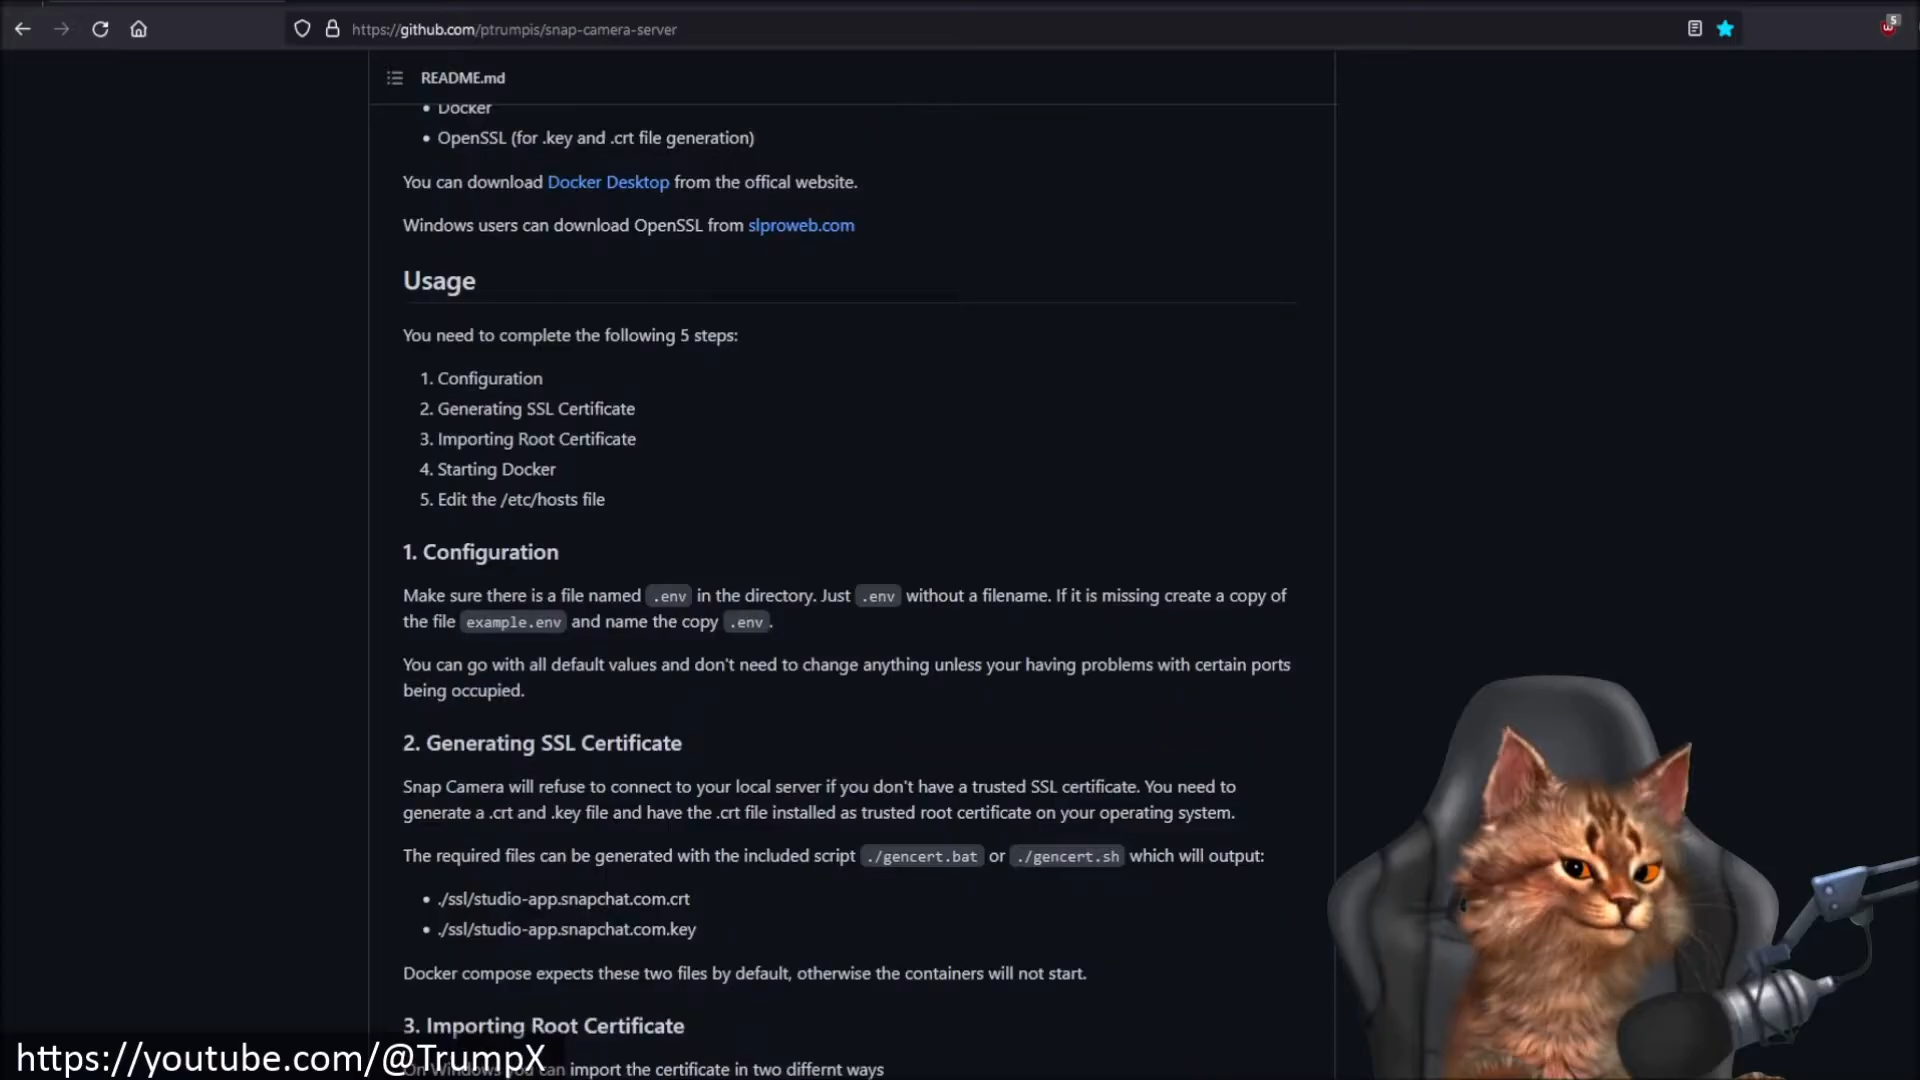 https://github.com/ptrumpis/snap-camera-server
5
README.md
• Docker
• OpenSSL (for .key and .crt file generation)
You can download Docker Desktop from the offical website.
Windows users can download OpenSSL from slproweb.com
Usage
You need to complete the following 5 steps:
1. Configuration
2. Generating SSL Certificate
3. Importing Root Certificate
4. Starting Docker
5. Edit the /etc/hosts file
1. Configuration
Make sure there is a file named .env in the directory. Just .env without a filename. If it is missing create a copy of
the file example.env and name the copy .env.
You can go with all default values and don't need to change anything unless your having problems with certain ports
being occupied.
2. Generating SSL Certificate
Snap Camera will refuse to connect to your local server if you don't have a trusted SSL certificate. You need to
generate a .crt and .key file and have the .crt file installed as trusted root certificate on your operating system.
The required files can be generated with the included script ./gencert.bat or ./gencert.sh which will output:
• ./ssl/studio-app.snapchat.com.crt
• ./ssl/studio-app.snapchat.com.key
Docker compose expects these two files by default, otherwise the containers will not start.
3. Importing Root Certificate
https://youtube.com/@TrumpX
On Windows you can import the certificate in two differnt ways